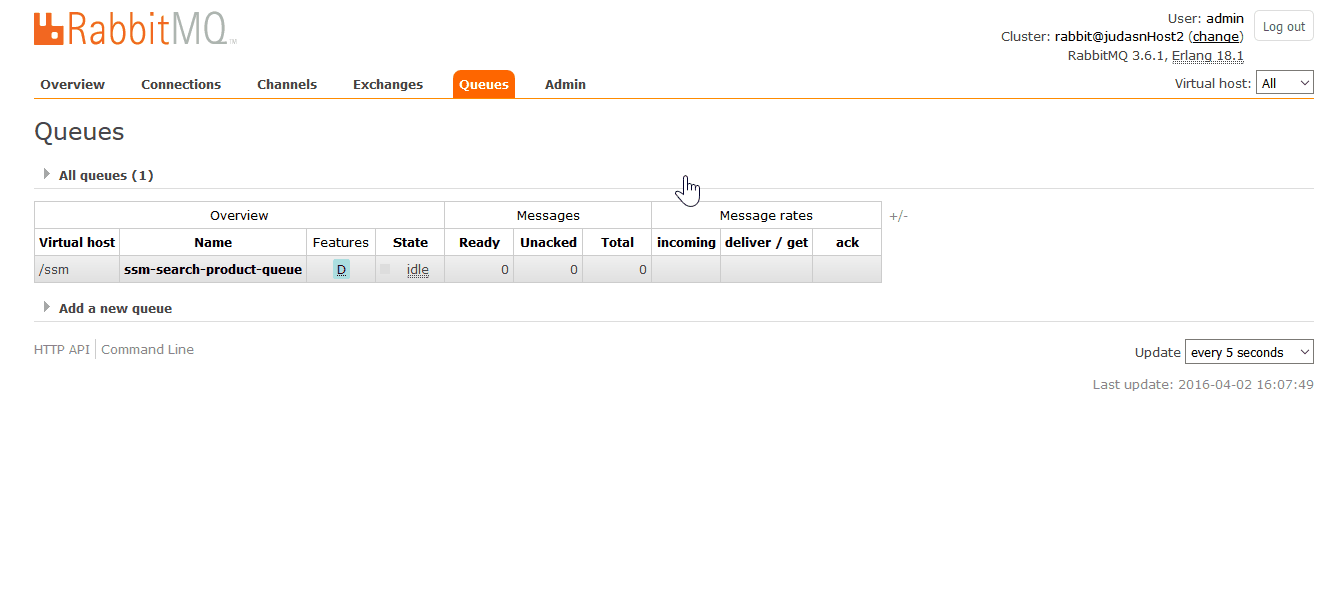 RabbitMQ™
User: admin
Log out
Cluster: rabbit@judasnHost2 (change)
RabbitMQ 3.6.1, Erlang 18.1
Overview Connections Channels Exchanges Queues Admin
Virtual host: All
Queues
All queues (1)
Overview Messages Message rates +/-
Virtual host Name Features State Ready Unacked Total incoming deliver / get ack
/ssm ssm-search-product-queue D idle 0 0 0
Add a new queue
HTTP API Command Line
Update every 5 seconds
Last update: 2016-04-02 16:07:49